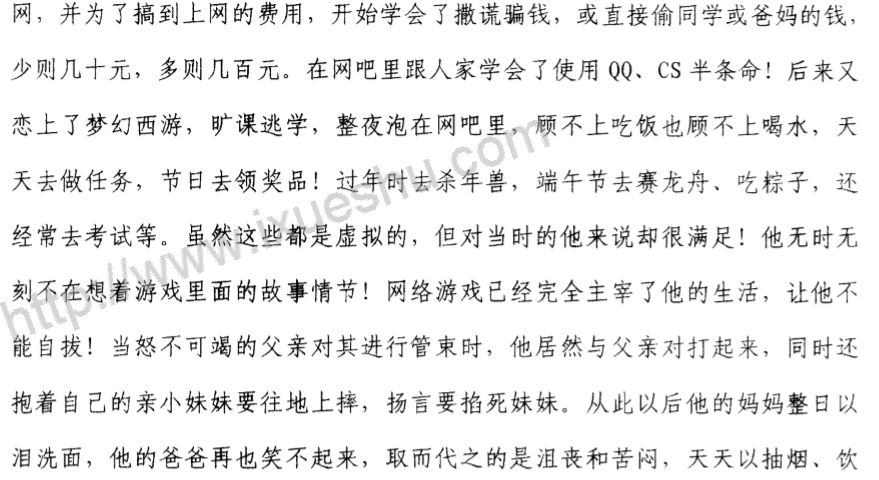 网，并为了搞到上网的费用，开始学会了撒谎骗钱，或直接偷同学或爸妈的钱，
少则几十元，多则几百元。在网吧里跟人家学会了使用 QQ、CS 半条命！后来又
恋上了梦幻西游，旷课逃学，整夜泡在网吧里，顾不上吃饭也顾不上喝水，天
天去做任务，节日去领奖品！过年时去杀年兽，端午节去赛龙舟、吃粽子，还
经常去考试等。虽然这些都是虚拟的，但对当时的他来说却很满足！他无时无
刻不在想着游戏里面的故事情节！网络游戏已经完全主宰了他的生活，让他不
能自拔！当怒不可竭的父亲对其进行管束时，他居然与父亲对打起来，同时还
抱着自己的亲小妹妹要往地上摔，扬言要掐死妹妹。从此以后他的妈妈整日以
泪洗面，他的爸爸再也笑不起来，取而代之的是沮丧和苦闷，天天以抽烟、饮
http://www.ixueshu.com